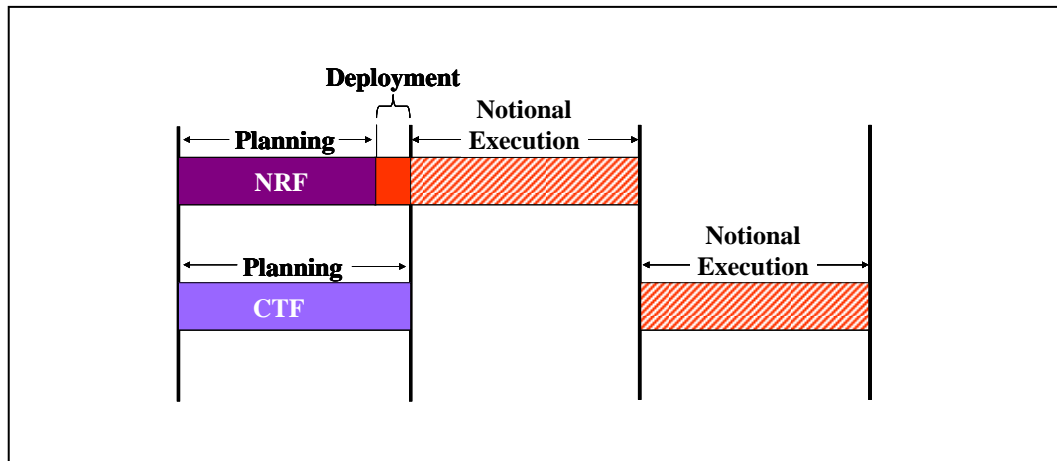 Deployment
Notional
Execution
Planning
NRF
Notional
Execution
Planning
CTF